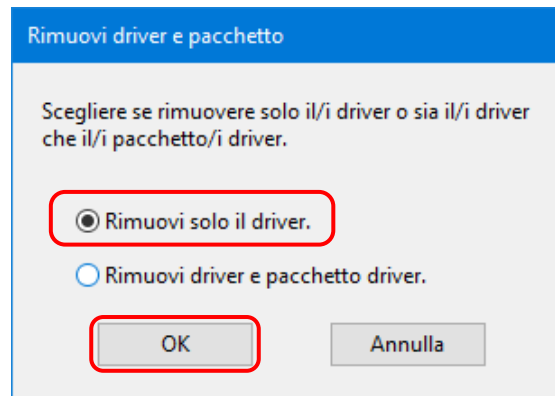 Rimuovi driver e pacchetto
Scegliere se rimuovere solo il/i driver o sia il/i driver
che il/i pacchetto/i driver.
Rimuovi solo il driver.
Rimuovi driver e pacchetto driver.
OK Annulla